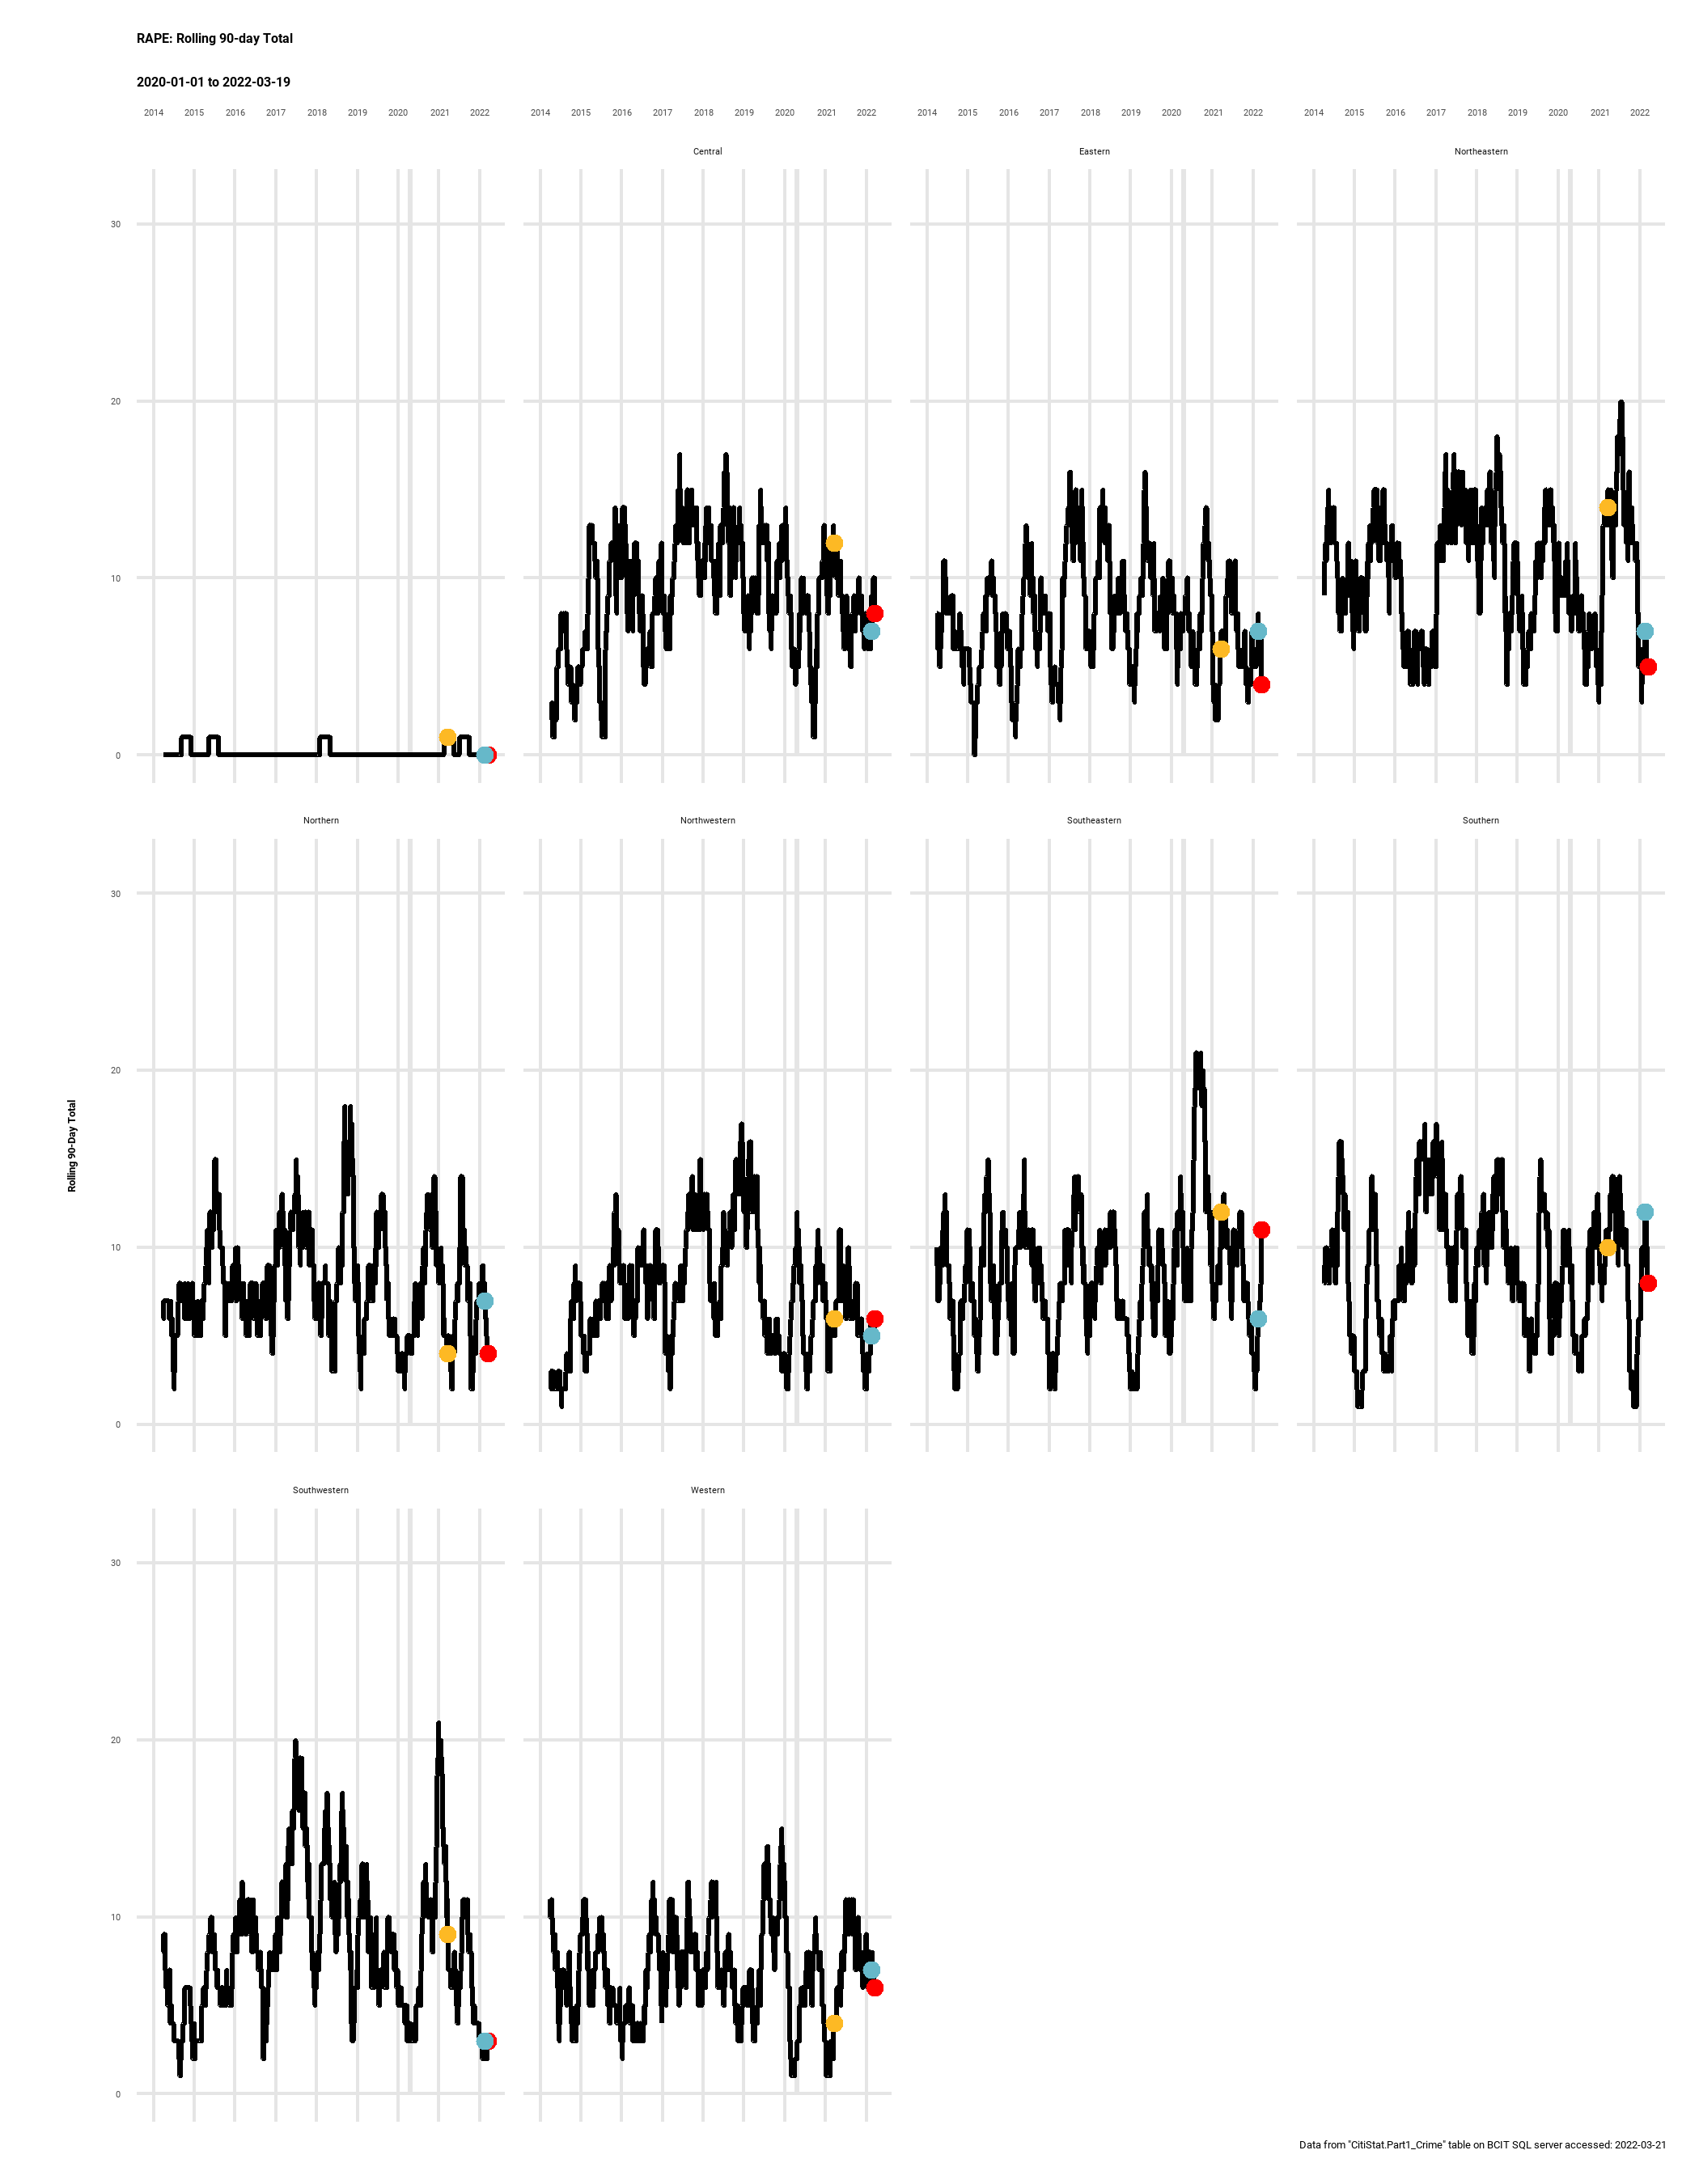 RAPE: Rolling 90-day Total
2020-01-01 to 2022-03-19
2014 2015 2016 2017 2018 2019 2020 2021 2022 2014 2015 2016 2017 2018 2019 2020 2021 2022 2014 2015 2016 2017 2018 2019 2020 2021 2022 2014 2015 2016 2017 2018 2019 2020 2021 2022
Central Eastern Northeastern
30
20
10
0
Northern Northwestern Southeastern Southern
30
20
Rolling 90-Day Total
10
0
Southwestern Western
30
20
10
0
Data from "CitiStat.Part1_Crime" table on BCIT SQL server accessed: 2022-03-21